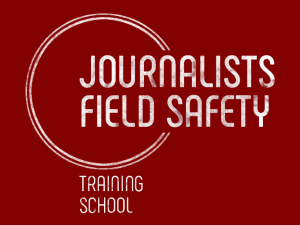 JOURNALISTS
FIELD SAFETY
TRAINING
SCHOOL